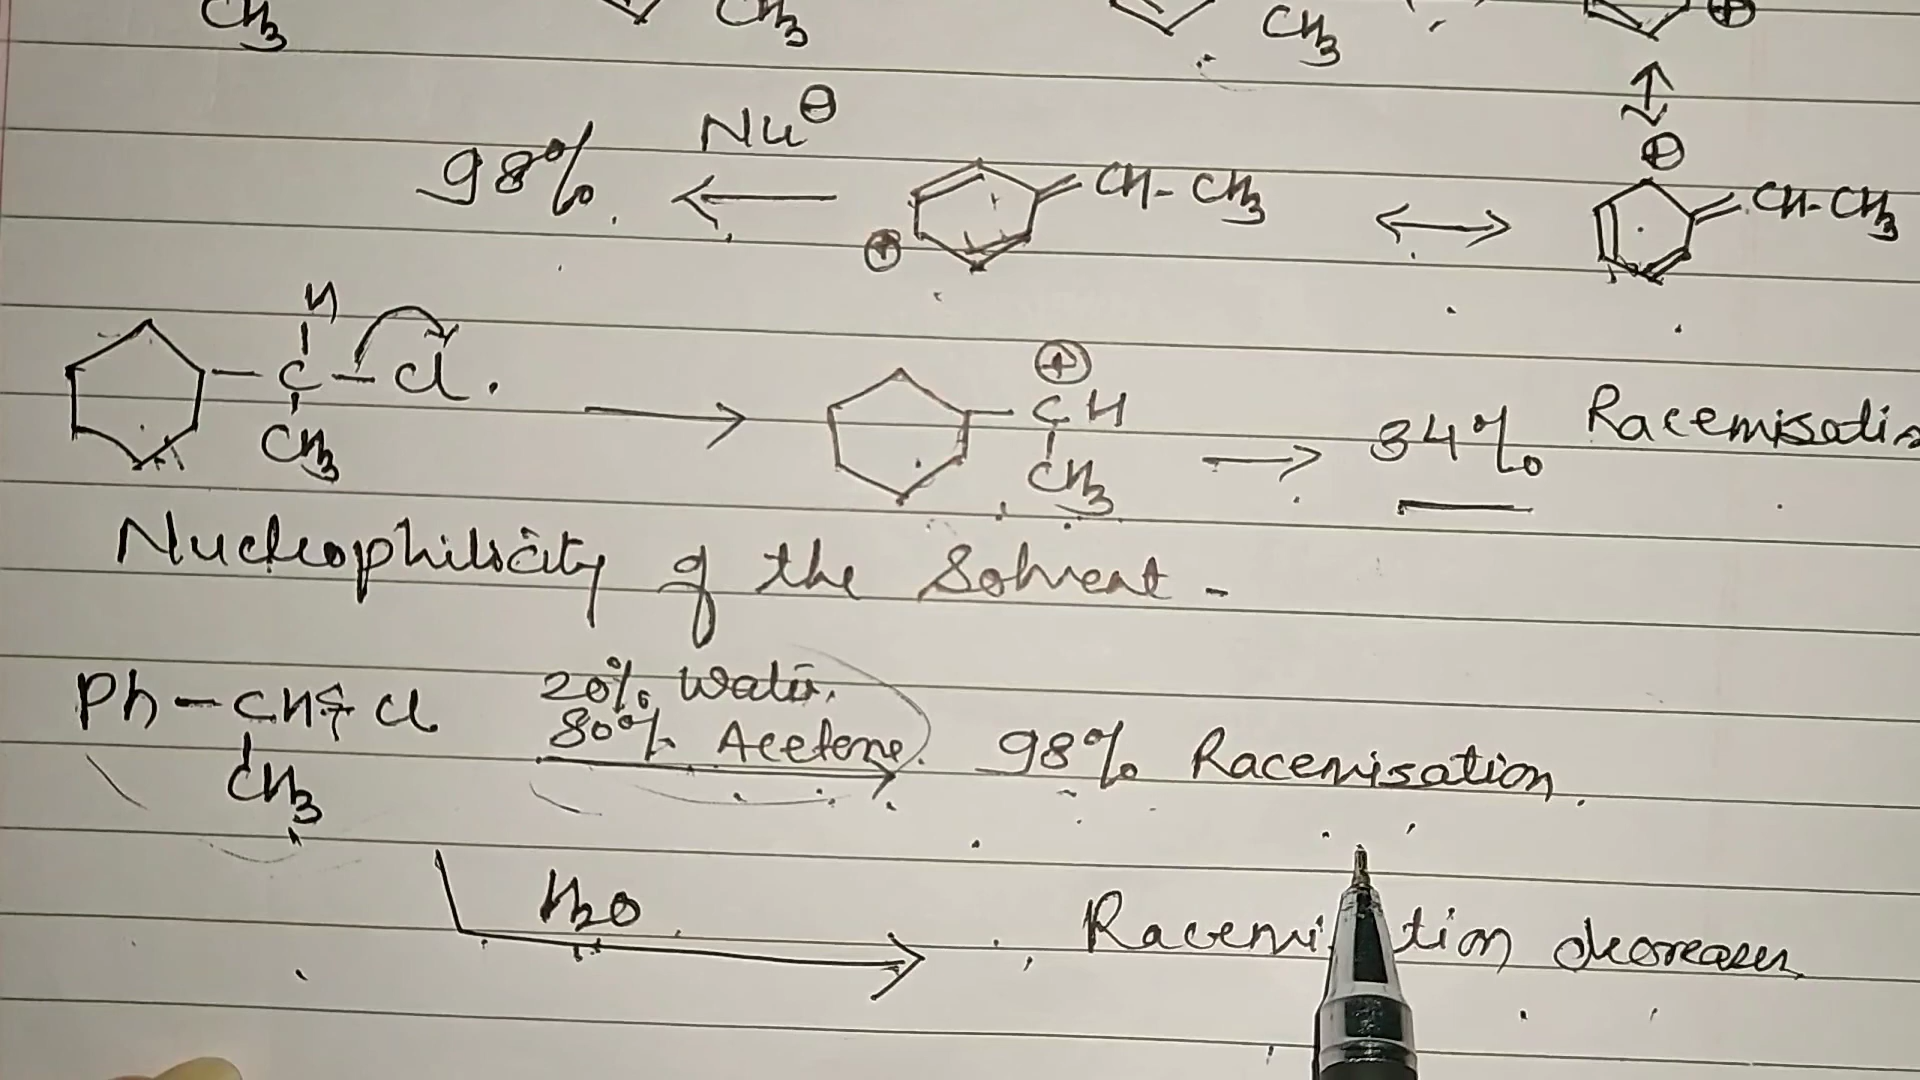 CH3 CH3 CH3 ⊕
98%. Nu⊖ CH-CH3 ⊕ CH-CH3
⊕
H
C - Cl.
CH3
⊕
CH
CH3
34% Racemisatio
Nucleophilicity of the Solvent -
Ph-CH-Cl
CH3
20% Water.
80% Acetone. 98% Racemisation.
H2O Racemi tion decreases